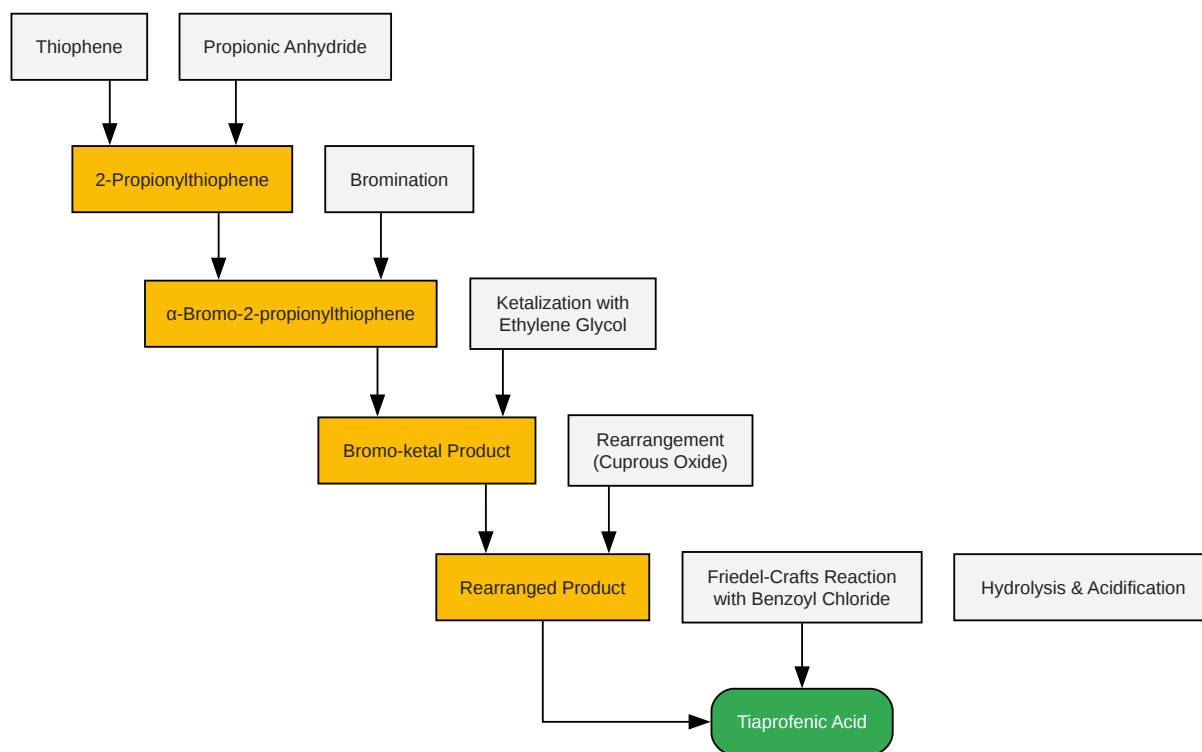 Thiophene
Propionic Anhydride
2-Propionylthiophene
Bromination
α-Bromo-2-propionylthiophene
Ketalization with
Ethylene Glycol
Bromo-ketal Product
Rearrangement
(Cuprous Oxide)
Rearranged Product
Friedel-Crafts Reaction
with Benzoyl Chloride
Hydrolysis & Acidification
Tiaprofenic Acid